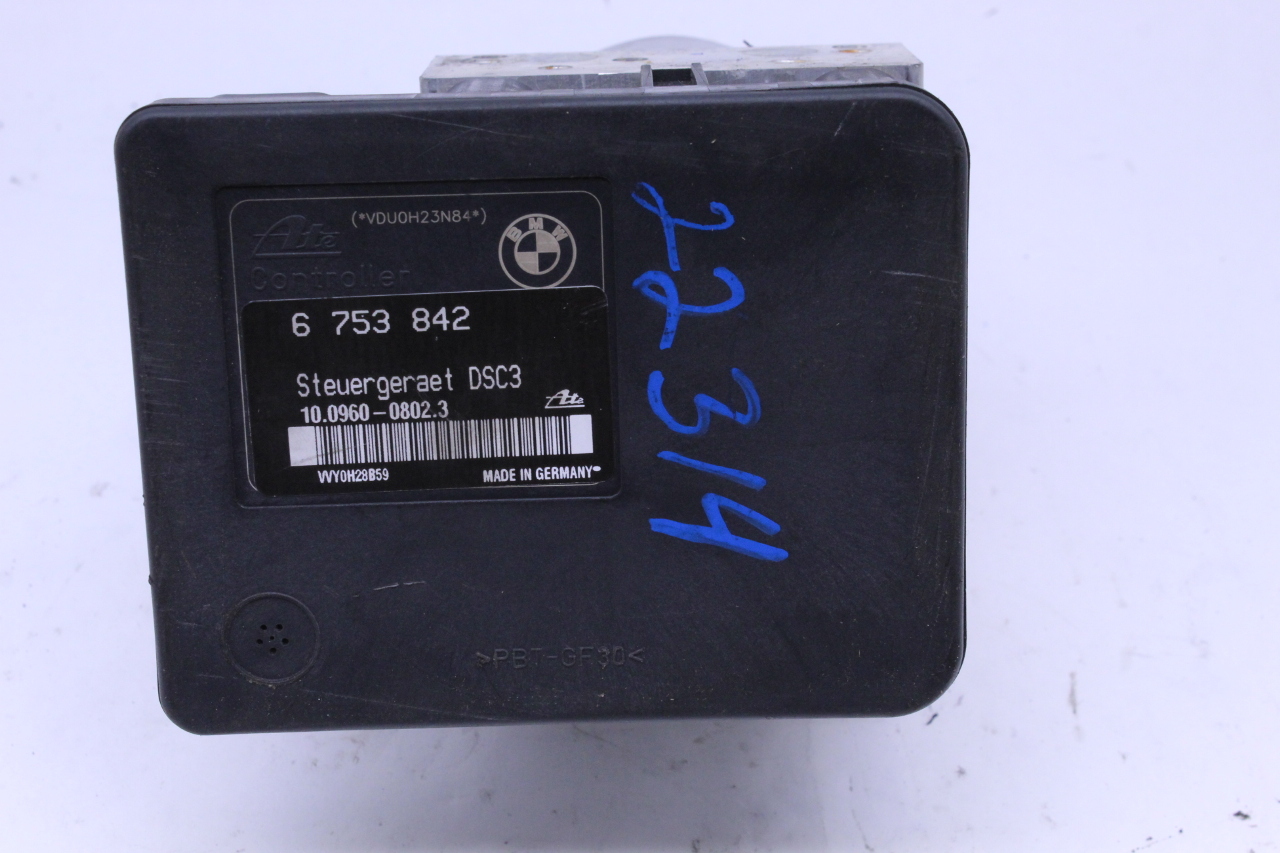 (*VDU0H23N84*)
Ate
BMW
Controller
6 753 842
Steuergeraet DSC3
10.0960-0802.3
Ate
VVY0H28B59
MADE IN GERMANY
22314
>PBT-GF30<